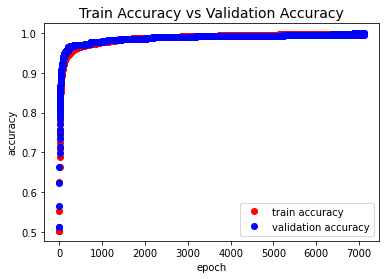 Train Accuracy vs Validation Accuracy
1.0
0.9
0.8
0.7
0.6
0.5
accuracy
train accuracy
validation accuracy
0 1000 2000 3000 4000 5000 6000 7000
epoch